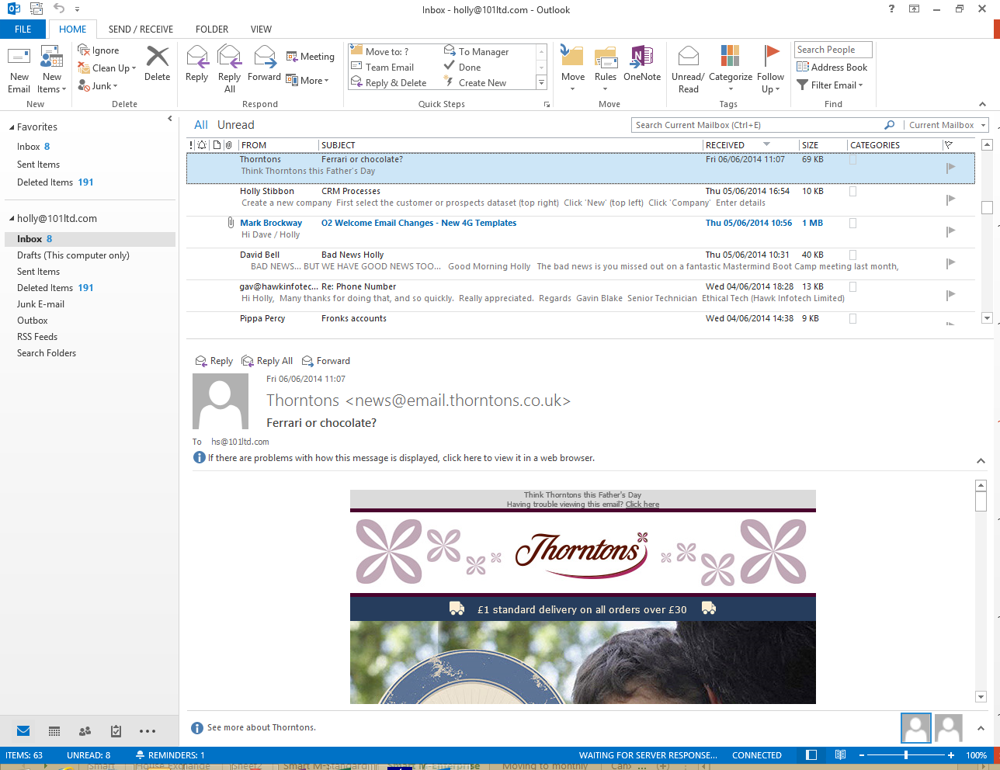 Inbox - holly@101ltd.com - Outlook
FILE HOME SEND / RECEIVE FOLDER VIEW
New Email
New Items
New
Ignore
Clean Up
Junk
Delete
Delete
Reply
Reply All
Forward
Meeting
More
Respond
Move to: ?
Team Email
Reply & Delete
To Manager
Done
Create New
Quick Steps
Move
Rules
OneNote
Move
Unread/ Read
Categorize
Follow Up
Tags
Search People
Address Book
Filter Email
Find
Favorites
Inbox 8
Sent Items
Deleted Items 191
holly@101ltd.com
Inbox 8
Drafts (This computer only)
Sent Items
Deleted Items 191
Junk E-mail
Outbox
RSS Feeds
Search Folders
All Unread
Search Current Mailbox (Ctrl+E) Current Mailbox
! FROM SUBJECT RECEIVED SIZE CATEGORIES
Thorntons Ferrari or chocolate? Fri 06/06/2014 11:07 69 KB
Think Thorntons this Father's Day
Holly Stibbon CRM Processes Thu 05/06/2014 16:54 10 KB
Create a new company First select the customer or prospects dataset (top right) Click 'New' (top left) Click 'Company' Enter details
Mark Brockway O2 Welcome Email Changes - New 4G Templates Thu 05/06/2014 10:56 1 MB
Hi Dave / Holly
David Bell Bad News Holly Thu 05/06/2014 10:31 40 KB
BAD NEWS... BUT WE HAVE GOOD NEWS TOO... Good Morning Holly The bad news is you missed out on a fantastic Mastermind Boot Camp meeting last month,
gav@hawkinfotec... Re: Phone Number Wed 04/06/2014 18:28 13 KB
Hi Holly, Many thanks for doing that, and so quickly. Really appreciated. Regards Gavin Blake Senior Technician Ethical Tech (Hawk Infotech Limited)
Pippa Percy Fronks accounts Wed 04/06/2014 14:38 9 KB
Reply Reply All Forward
Fri 06/06/2014 11:07
Thorntons <news@email.thorntons.co.uk>
Ferrari or chocolate?
To hs@101ltd.com
If there are problems with how this message is displayed, click here to view it in a web browser.
Think Thorntons this Father's Day
Having trouble viewing this email? Click here
Thorntons
£1 standard delivery on all orders over £30
See more about Thorntons.
ITEMS: 63 UNREAD: 8 REMINDERS: 1 WAITING FOR SERVER RESPONSE... CONNECTED 100%